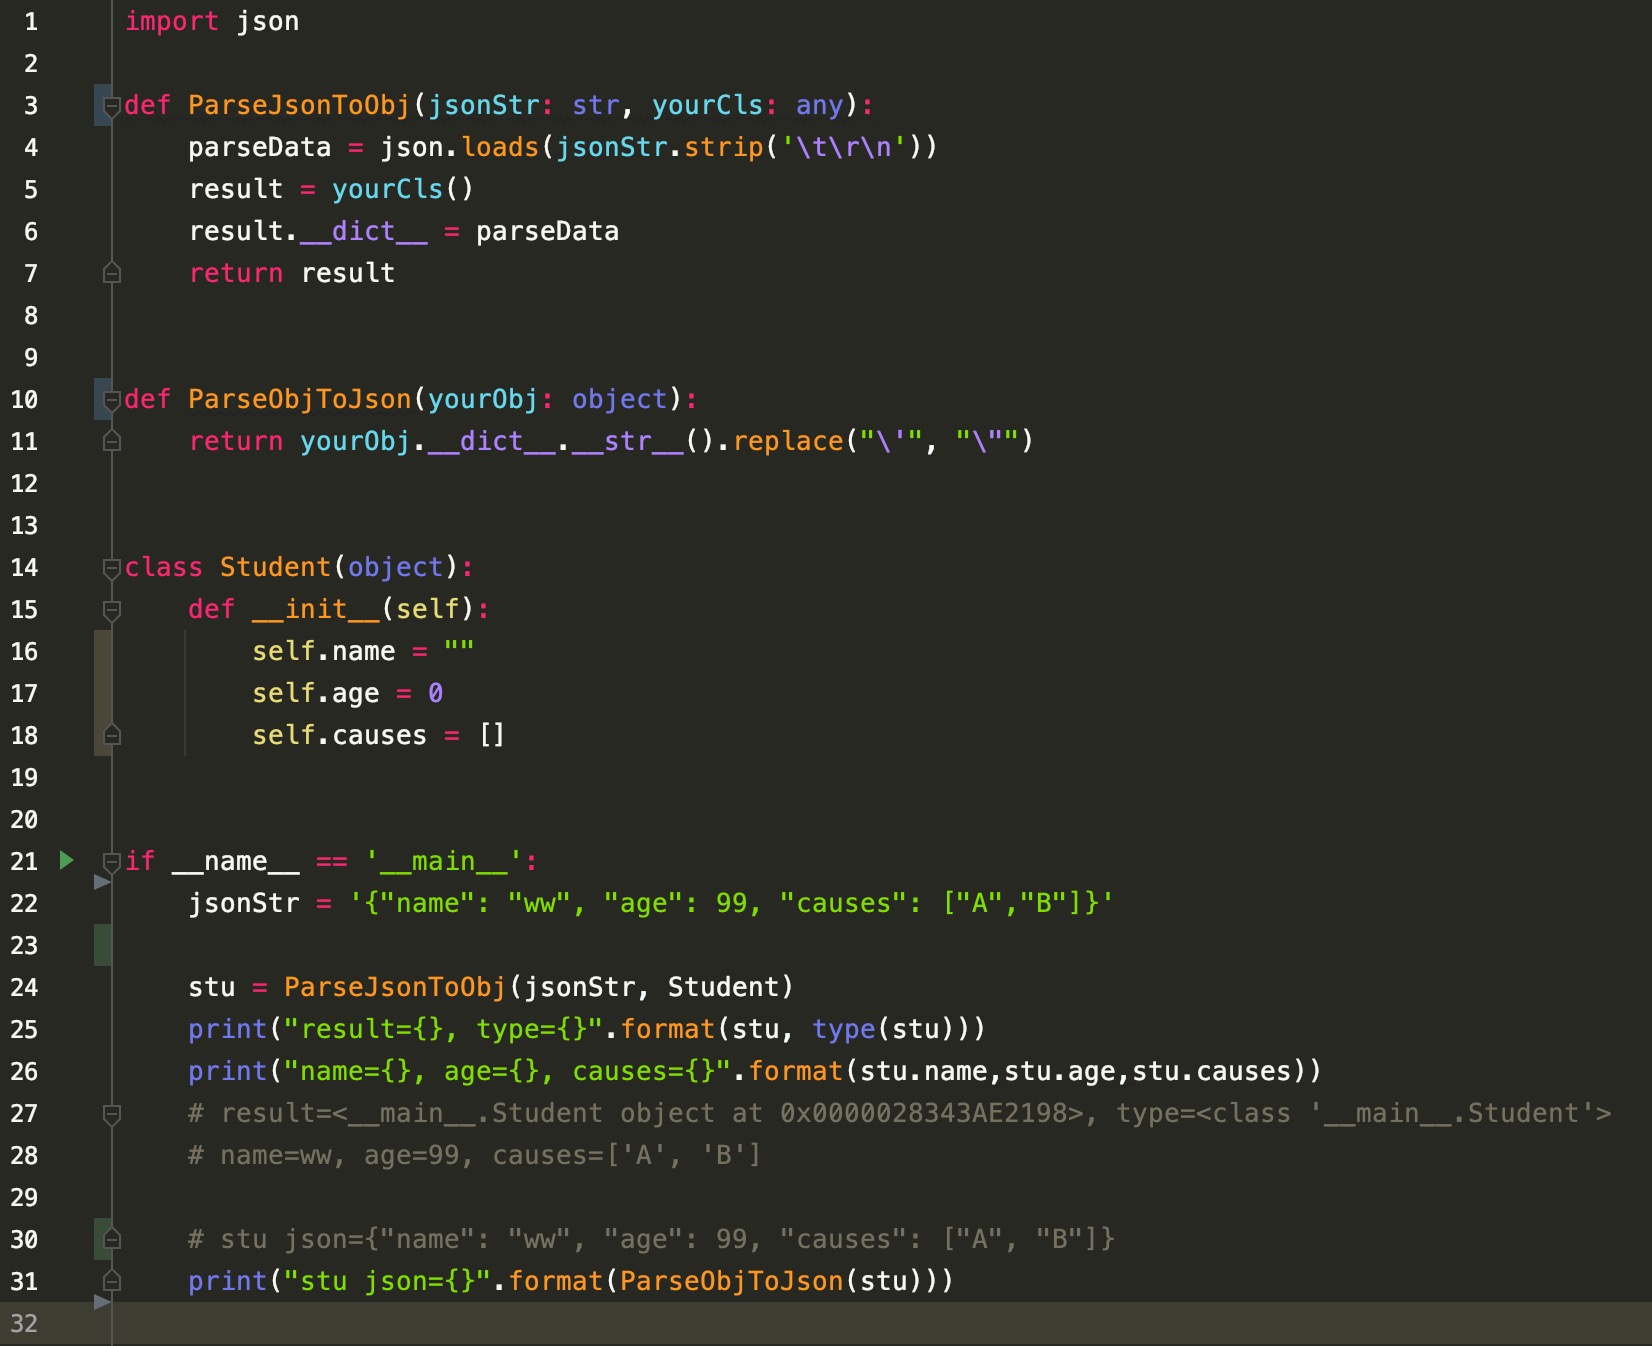 1 import json
2
3 def ParseJsonToObj(jsonStr: str, yourCls: any):
4     parseData = json.loads(jsonStr.strip('\t\r\n'))
5     result = yourCls()
6     result.__dict__ = parseData
7     return result
8
9
10 def ParseObjToJson(yourObj: object):
11     return yourObj.__dict__.__str__().replace("\'", "\"")
12
13
14 class Student(object):
15     def __init__(self):
16         self.name = ""
17         self.age = 0
18         self.causes = []
19
20
21 if __name__ == '__main__':
22     jsonStr = '{"name": "ww", "age": 99, "causes": ["A","B"]}'
23
24     stu = ParseJsonToObj(jsonStr, Student)
25     print("result={}, type={}".format(stu, type(stu)))
26     print("name={}, age={}, causes={}".format(stu.name,stu.age,stu.causes))
27     # result=<__main__.Student object at 0x0000028343AE2198>, type=<class '__main__.Student'>
28     # name=ww, age=99, causes=['A', 'B']
29
30     # stu json={"name": "ww", "age": 99, "causes": ["A", "B"]}
31     print("stu json={}".format(ParseObjToJson(stu)))
32